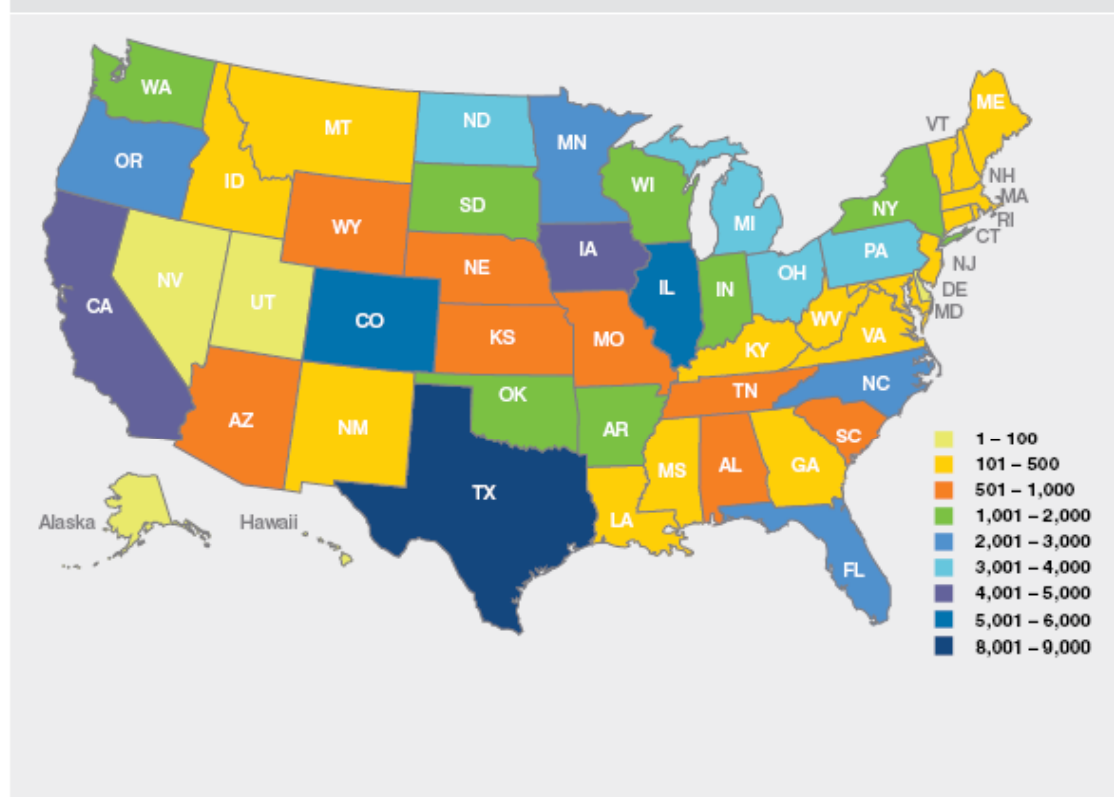 WA
MT
ND
MN
ME
VT
OR
ID
SD
WI
NH
MA
NY
MI
RI
CT
WY
NE
IA
PA
OH
NJ
NV
UT
CA
CO
IL
IN
DE
MD
WV
VA
KS
MO
KY
OK
TN
NC
AZ
NM
AR
SC
MS
AL
GA
TX
LA
Alaska
Hawaii
FL
1 – 100
101 – 500
501 – 1,000
1,001 – 2,000
2,001 – 3,000
3,001 – 4,000
4,001 – 5,000
5,001 – 6,000
8,001 – 9,000